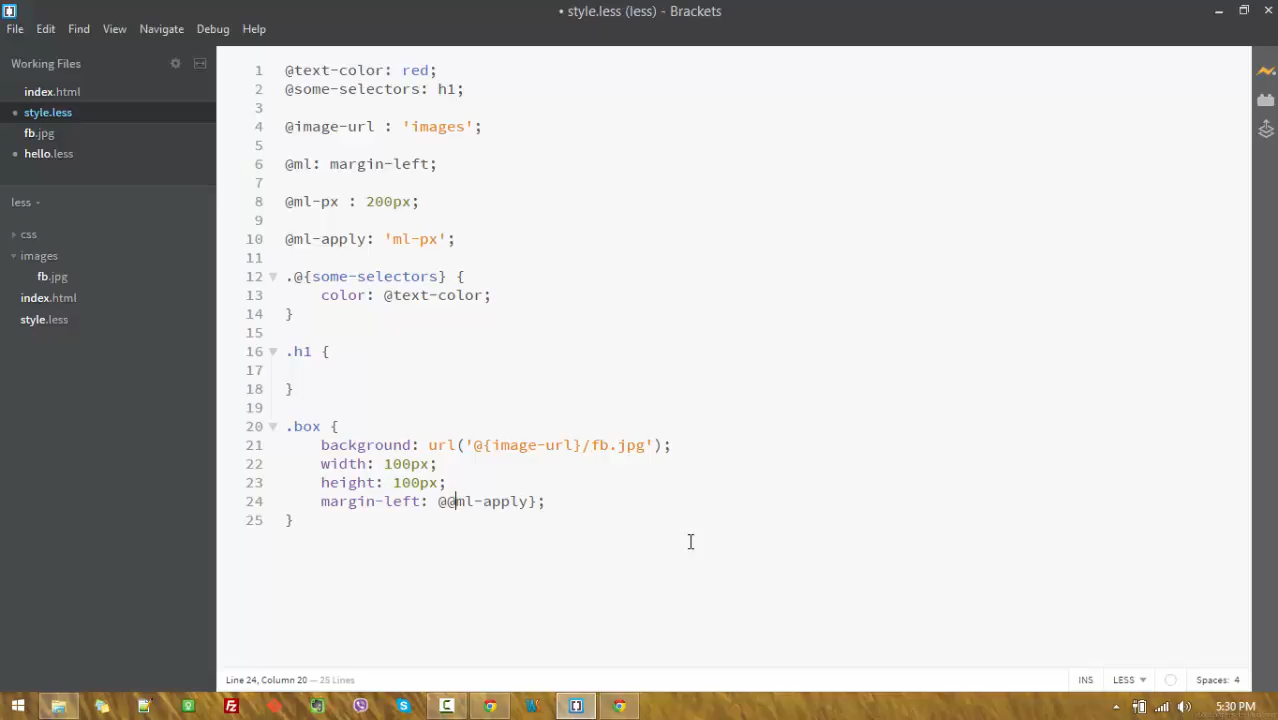 • style.less (less) - Brackets
File Edit Find View Navigate Debug Help
Working Files
index.html
• style.less
fb.jpg
• hello.less
less
css
images
fb.jpg
index.html
style.less
1 @text-color: red;
2 @some-selectors: h1;
3
4 @image-url : 'images';
5
6 @ml: margin-left;
7
8 @ml-px : 200px;
9
10 @ml-apply: 'ml-px';
11
12 .@{some-selectors} {
13 color: @text-color;
14 }
15
16 .h1 {
17
18 }
19
20 .box {
21 background: url('@{image-url}/fb.jpg');
22 width: 100px;
23 height: 100px;
24 margin-left: @@ml-apply};
25 }
Line 24, Column 20 — 25 Lines INS LESS Spaces: 4
5:30 PM